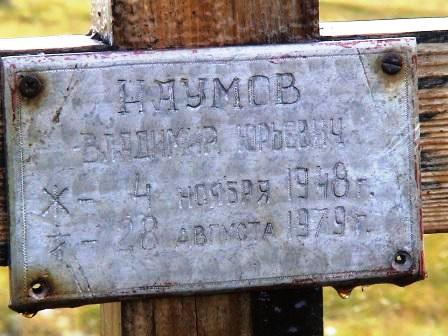 НАУМОВ
ВЛАДИМИР ЮРЬЕВИЧ
Ж - 4 НОЯБРЯ 1948 г.
† - 28 АВГУСТА 1979 г.